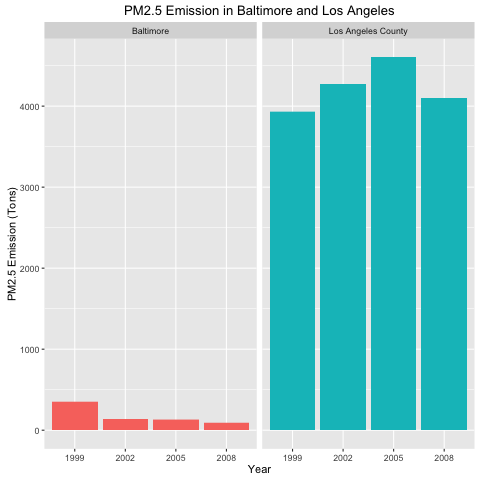 PM2.5 Emission in Baltimore and Los Angeles
Baltimore
Los Angeles County
PM2.5 Emission (Tons)
4000
3000
2000
1000
0
1999 2002 2005 2008
1999 2002 2005 2008
Year